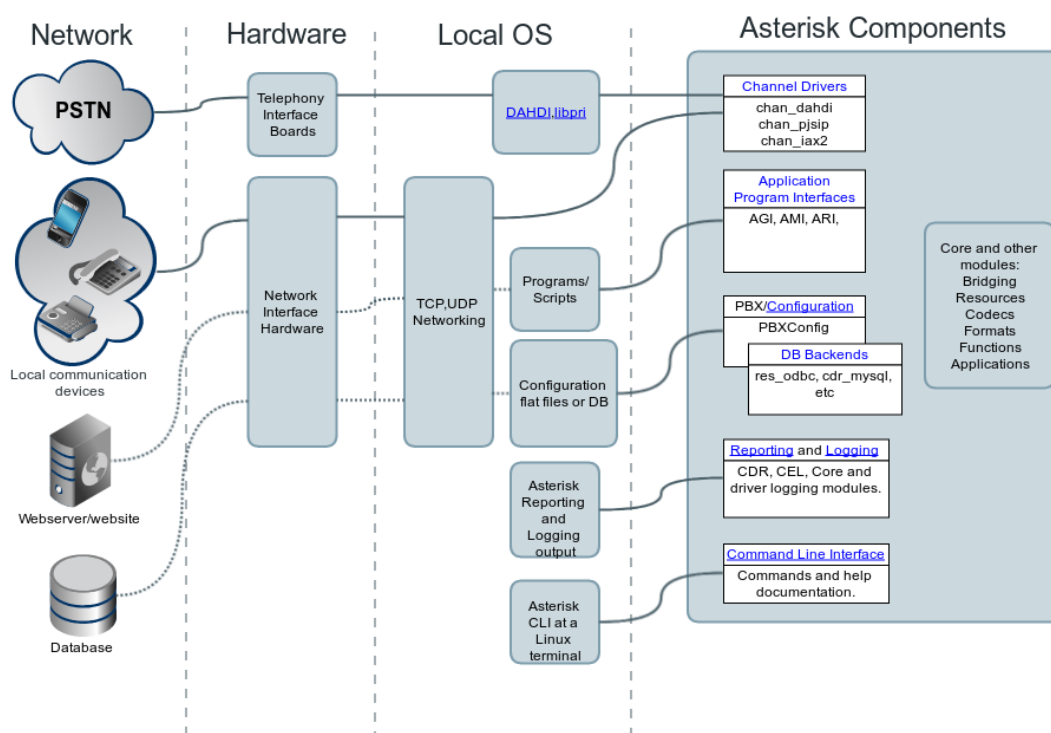 Network
Hardware
Local OS
Asterisk Components
PSTN
Telephony
Interface
Boards
DAHDI,libpri
Channel Drivers
chan_dahdi
chan_pjsip
chan_iax2
Local communication
devices
Network
Interface
Hardware
TCP,UDP
Networking
Programs/
Scripts
Application
Program Interfaces
AGI, AMI, ARI,
Configuration
flat files or DB
PBX/Configuration
PBXConfig
DB Backends
res_odbc, cdr_mysql,
etc
Core and other
modules:
Bridging
Resources
Codecs
Formats
Functions
Applications
Webserver/website
Asterisk
Reporting
and
Logging
output
Reporting and Logging
CDR, CEL, Core and
driver logging modules.
Database
Asterisk
CLI at a
Linux
terminal
Command Line Interface
Commands and help
documentation.